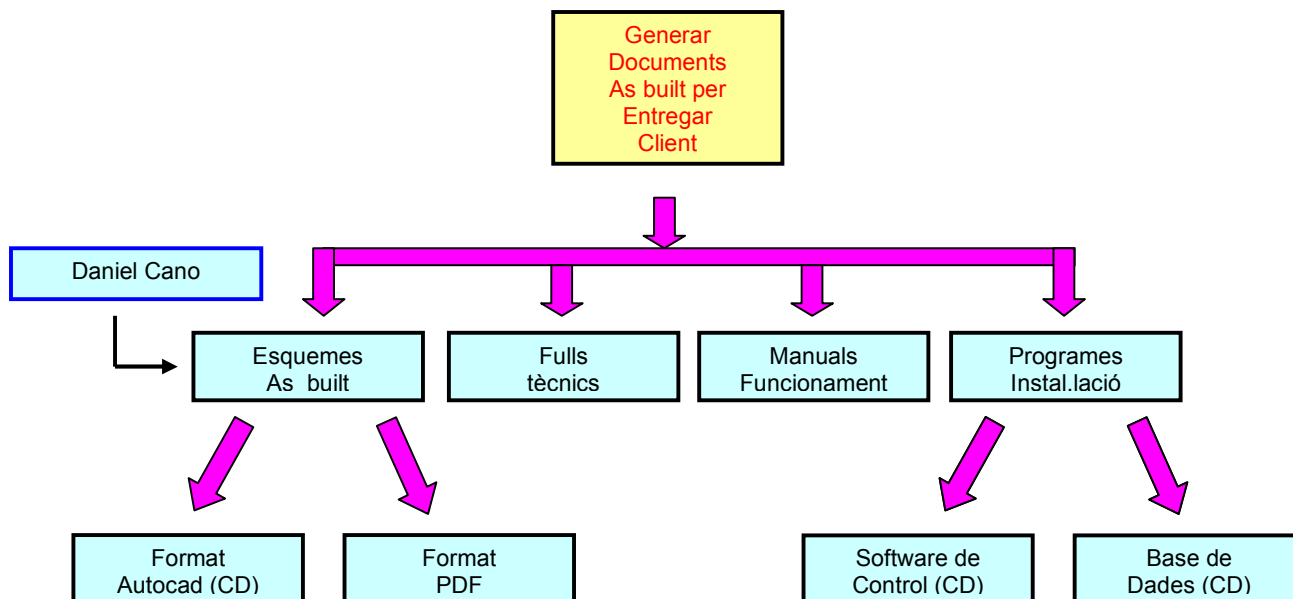 Generar
Documents
As built per
Entregar
Client
Daniel Cano
Esquemes
As built
Fulls
tècnics
Manuals
Funcionament
Programes
Instal.lació
Format
Autocad (CD)
Format
PDF
Software de
Control (CD)
Base de
Dades (CD)